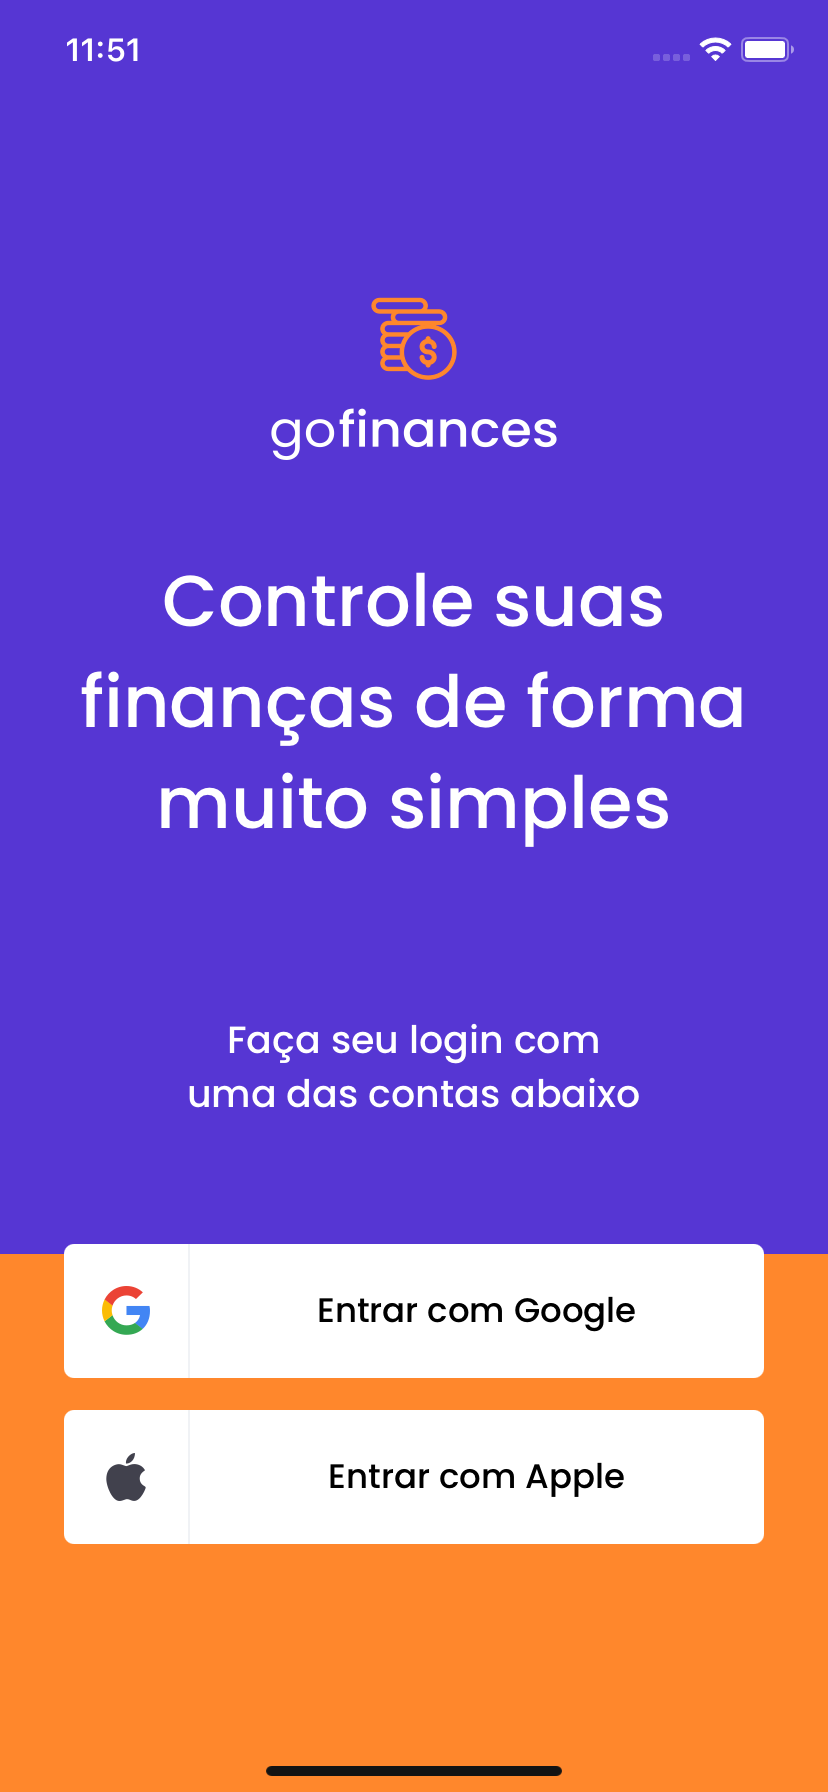 11:51
gofinances
Controle suas
finanças de forma
muito simples
Faça seu login com
uma das contas abaixo
Entrar com Google
Entrar com Apple